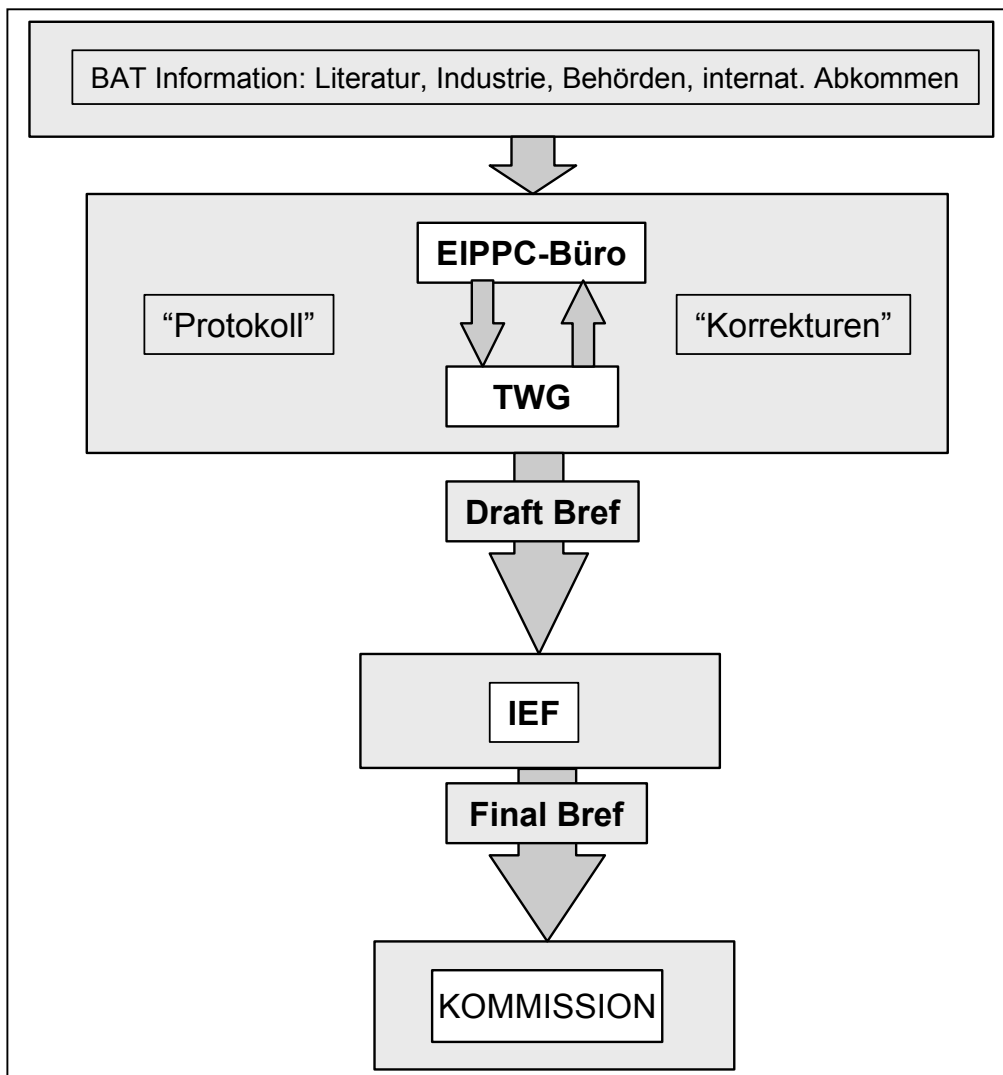 BAT Information: Literatur, Industrie, Behörden, internat. Abkommen
EIPPC-Büro
“Protokoll”
“Korrekturen”
TWG
Draft Bref
IEF
Final Bref
KOMMISSION